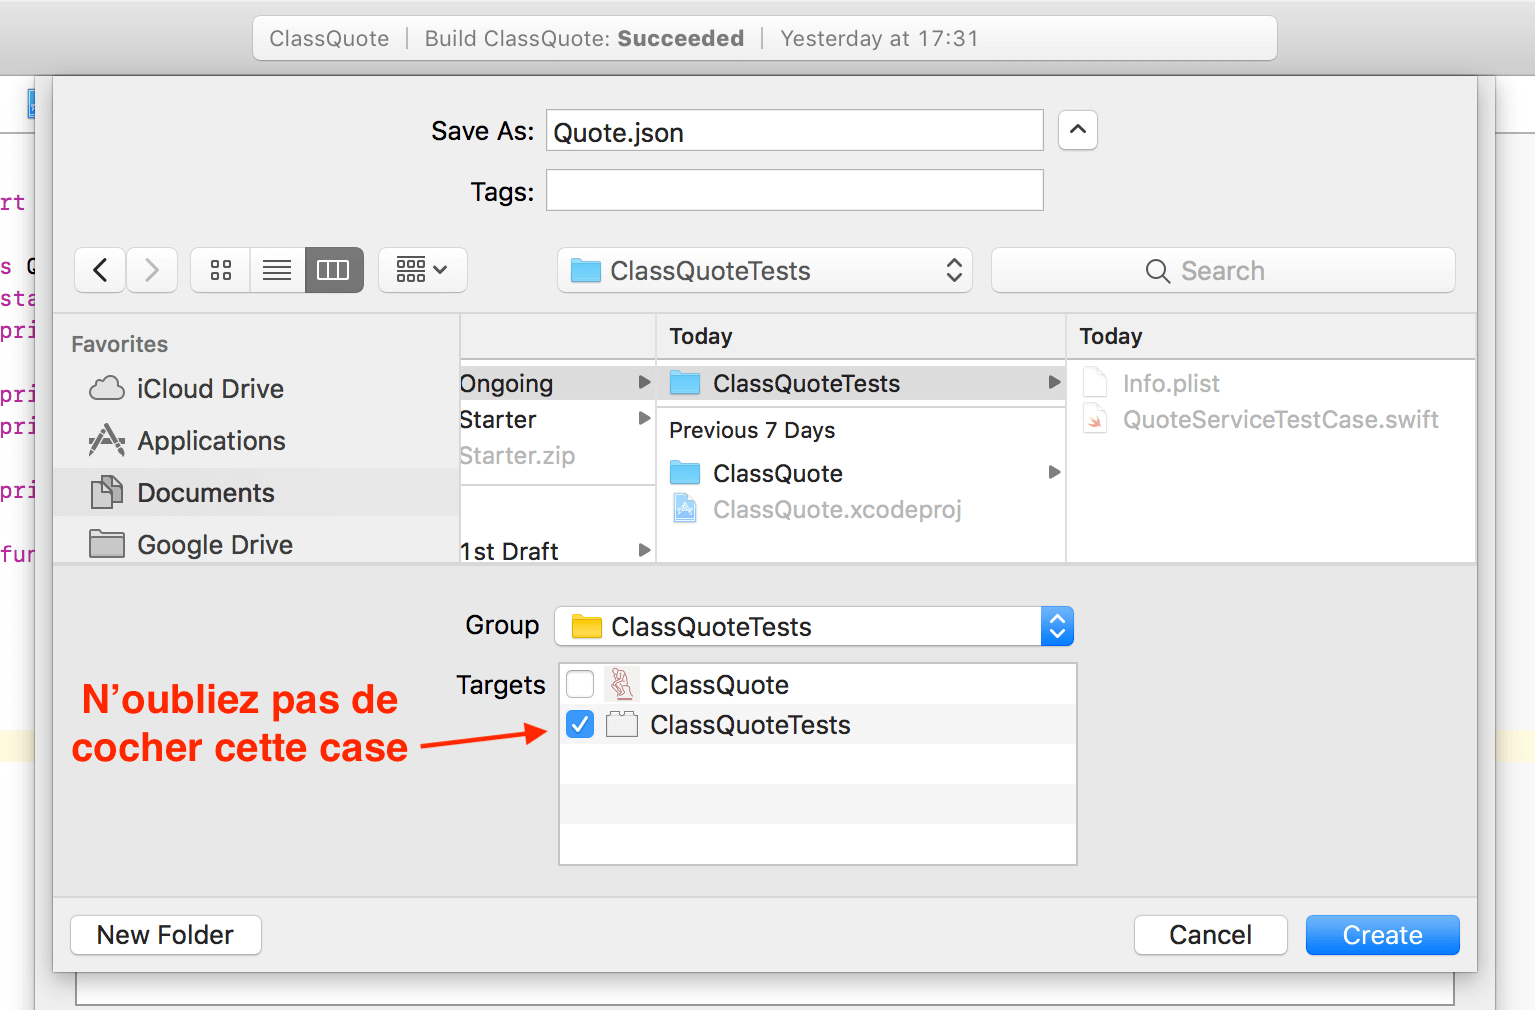 ClassQuote | Build ClassQuote: Succeeded | Yesterday at 17:31
Save As: Quote.json
Tags:
ClassQuoteTests
Search
Favorites
iCloud Drive
Applications
Documents
Google Drive
Ongoing
Starter
Starter.zip
1st Draft
Today
ClassQuoteTests
Previous 7 Days
ClassQuote
ClassQuote.xcodeproj
Today
Info.plist
QuoteServiceTestCase.swift
rt
s Q
sta
pri
pri
pri
pri
fun
Group ClassQuoteTests
Targets ClassQuote
ClassQuoteTests
N’oubliez pas de
cocher cette case
New Folder
Cancel
Create